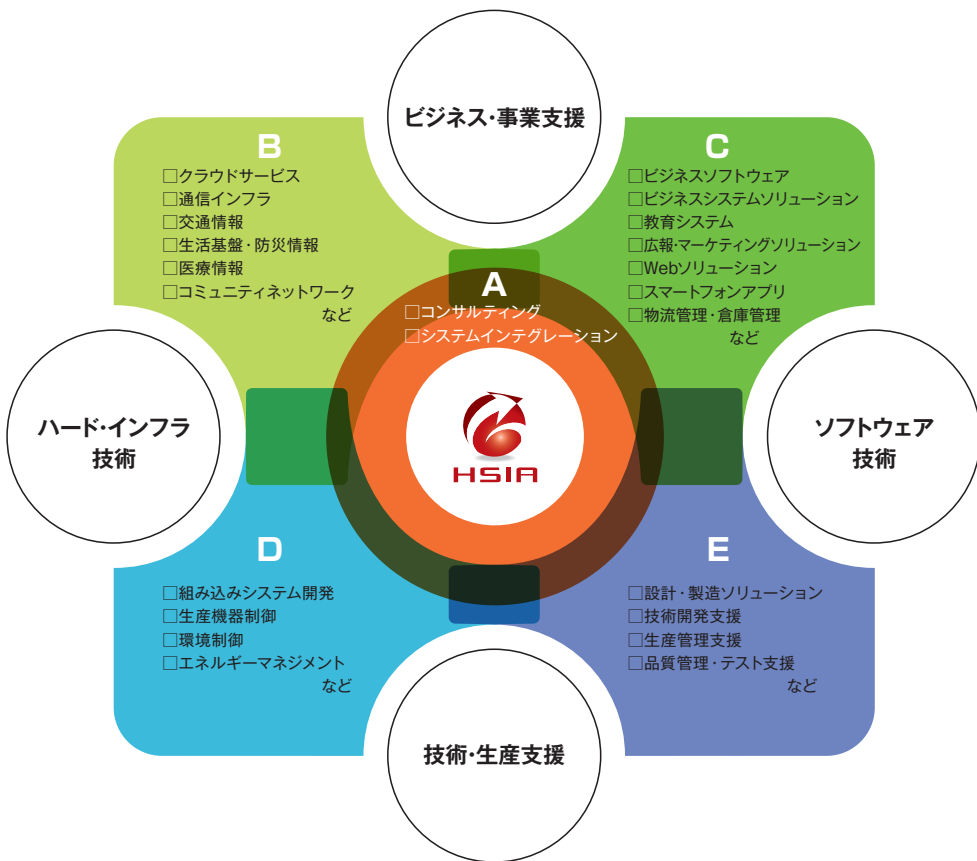 ビジネス・事業支援
B
□クラウドサービス
□通信インフラ
□交通情報
□生活基盤・防災情報
□医療情報
□コミュニティネットワーク
など
C
□ビジネスソフトウェア
□ビジネスシステムソリューション
□教育システム
□広報・マーケティングソリューション
□Webソリューション
□スマートフォンアプリ
□物流管理・倉庫管理
など
A
□コンサルティング
□システムインテグレーション
ハード・インフラ
技術
HSIA
ソフトウェア
技術
D
□組み込みシステム開発
□生産機器制御
□環境制御
□エネルギーマネジメント
など
E
□設計・製造ソリューション
□技術開発支援
□生産管理支援
□品質管理・テスト支援
など
技術・生産支援